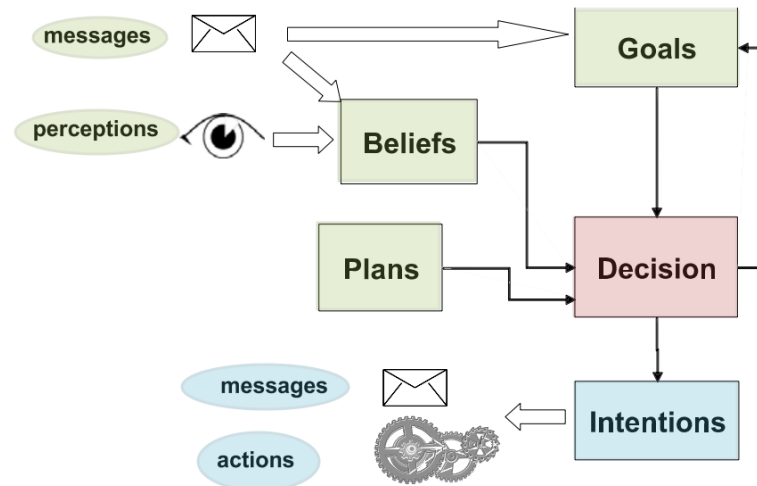 messages
Goals
perceptions
Beliefs
Plans
Decision
messages
Intentions
actions